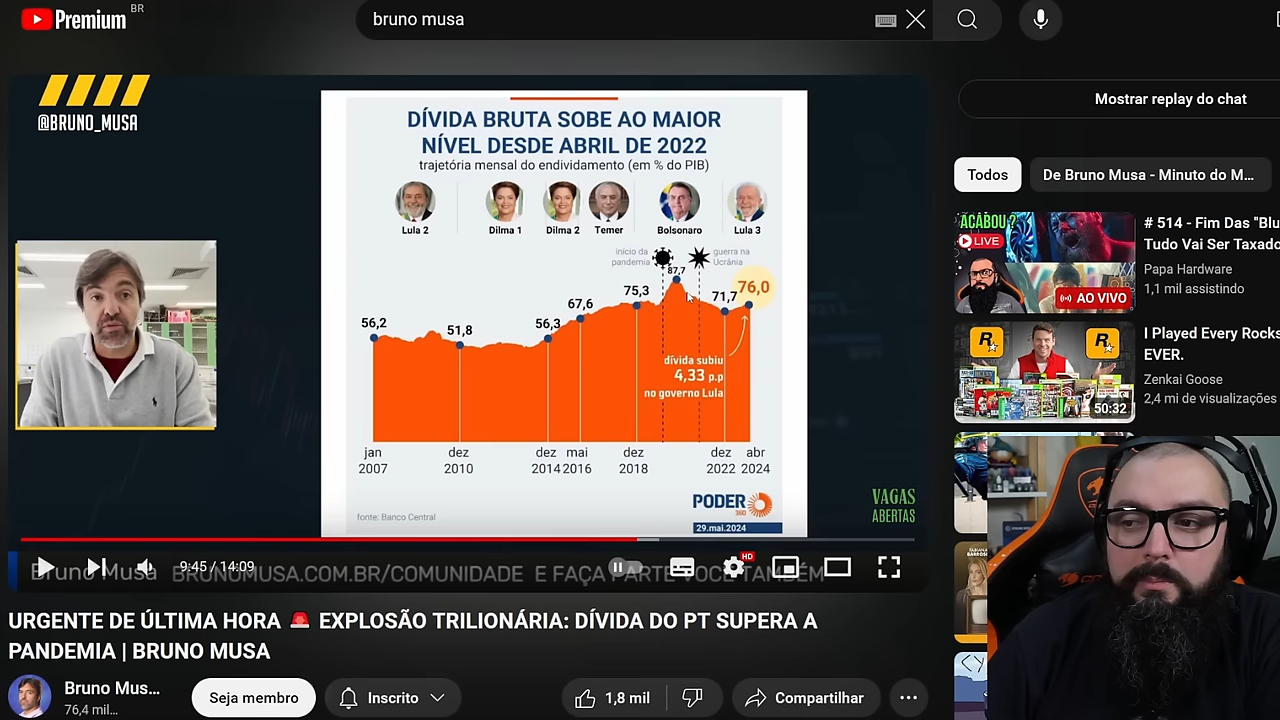 Premium BR
bruno musa
@BRUNO_MUSA
DÍVIDA BRUTA SOBE AO MAIOR
NÍVEL DESDE ABRIL DE 2022
trajetória mensal do endividamento (em % do PIB)
Lula 2
Dilma 1
Dilma 2
Temer
Bolsonaro
Lula 3
início da
pandemia
guerra na
Ucrânia
56,2
51,8
56,3
67,6
75,3
87,7
71,7
76,0
dívida subiu
4,33 p.p
no governo Lula
jan
2007
dez
2010
dez
2014
mai
2016
dez
2018
dez
2022
abr
2024
fonte: Banco Central
PODER
360
29.mai.2024
VAGAS
ABERTAS
9:45 / 14:09
HD
Bruno Musa BRUNOMUSA.COM.BR/COMUNIDADE E FAÇA PARTE VOCÊ TAMBÉM
URGENTE DE ÚLTIMA HORA 🚨 EXPLOSÃO TRILIONÁRIA: DÍVIDA DO PT SUPERA A
PANDEMIA | BRUNO MUSA
Bruno Mus...
76,4 mil...
Seja membro
Inscrito
1,8 mil
Compartilhar
Mostrar replay do chat
Todos
De Bruno Musa - Minuto do M...
ACABOU ?
LIVE
AO VIVO
# 514 - Fim Das "Blu
Tudo Vai Ser Taxado
Papa Hardware
1,1 mil assistindo
R
R
50:32
I Played Every Rocks
EVER.
Zenkai Goose
2,4 mi de visualizações